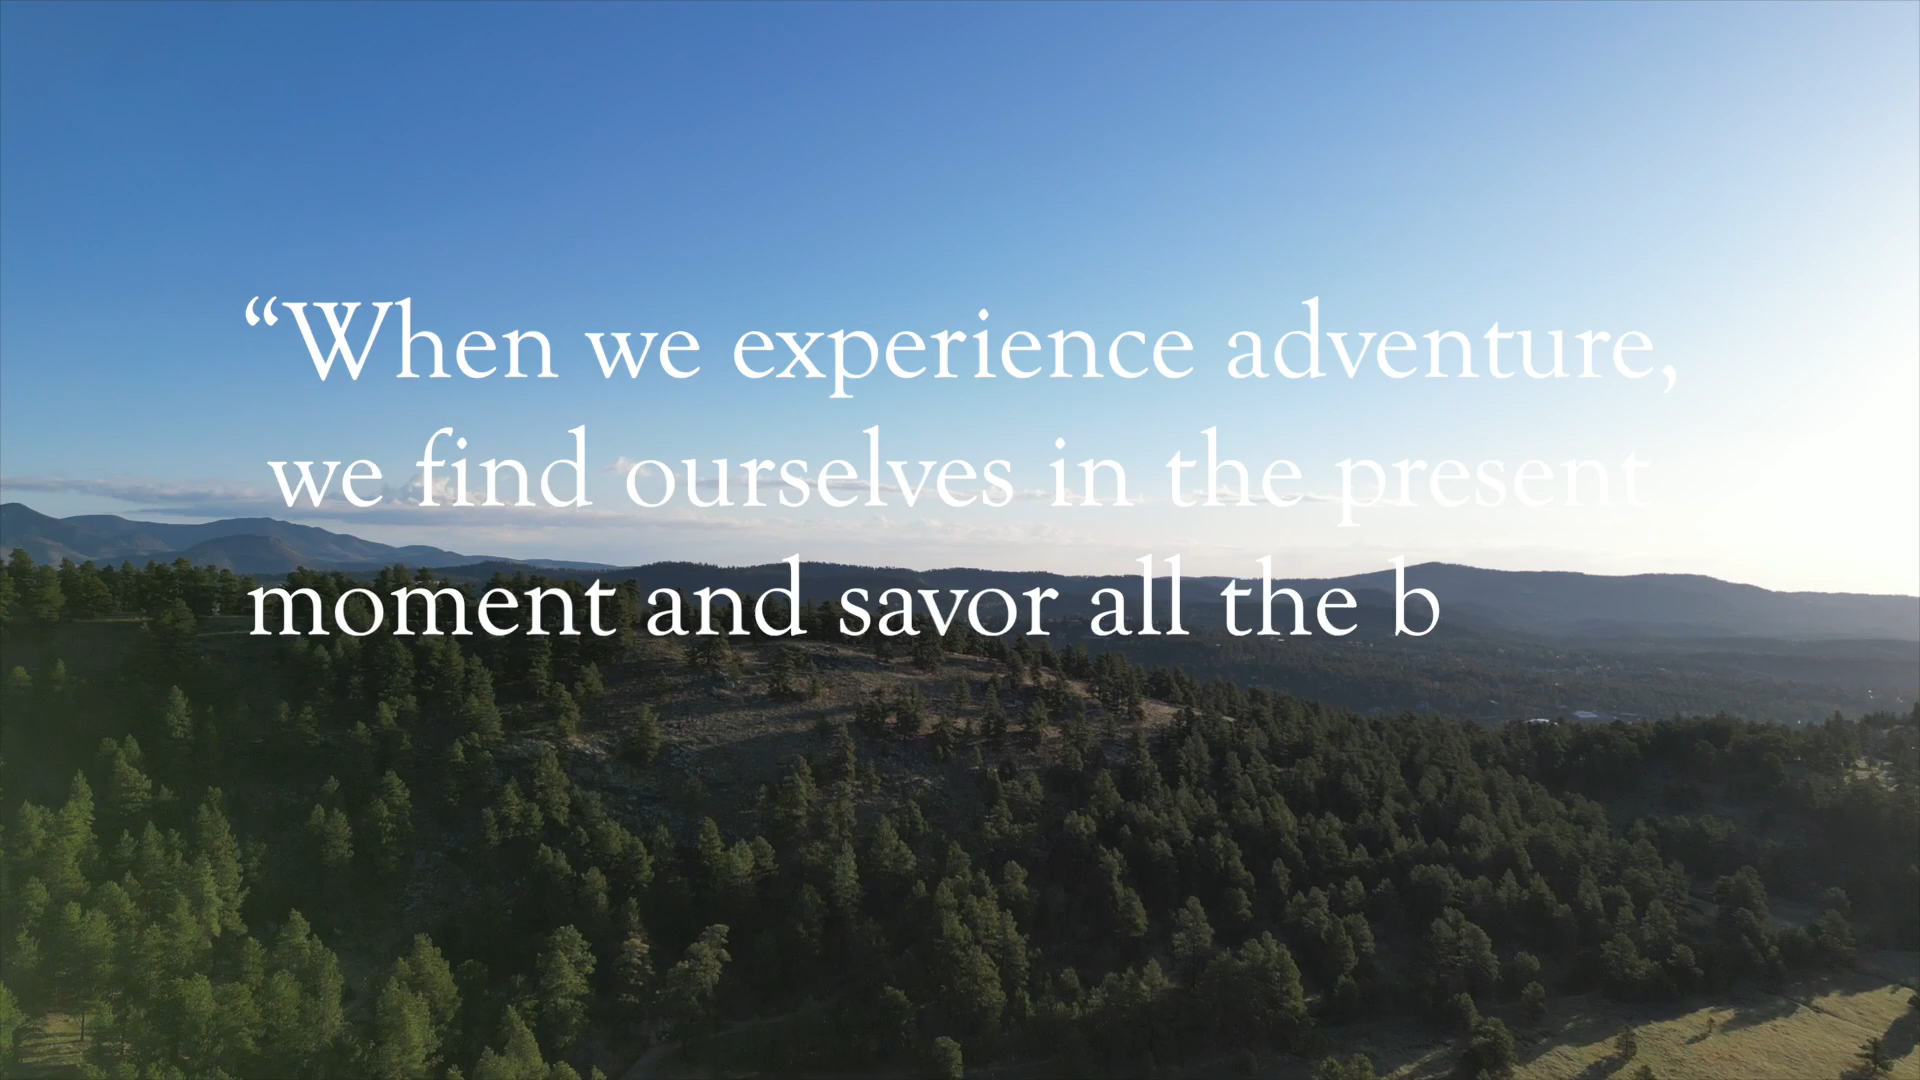 “When we experience adventure,
we find ourselves in the present
moment and savor all the b